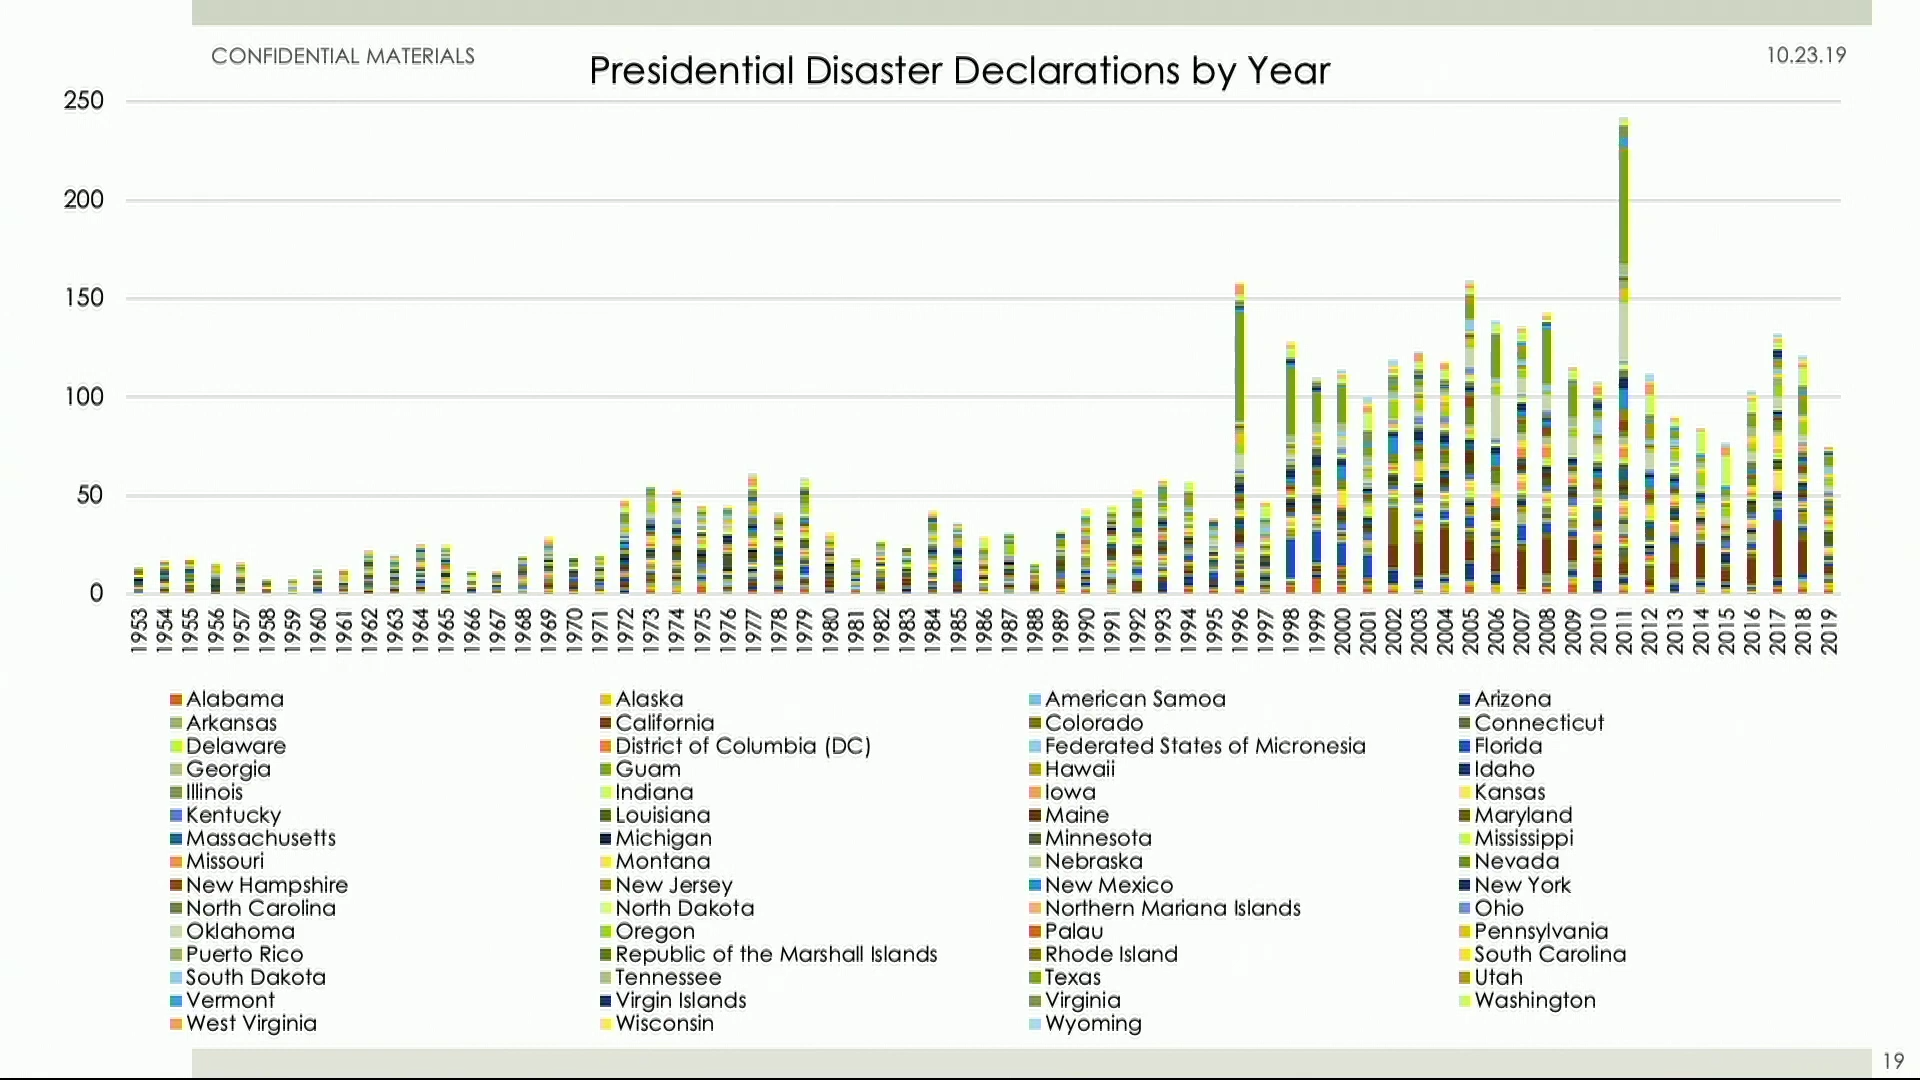 CONFIDENTIAL MATERIALS
10.23.19
Presidential Disaster Declarations by Year
250
200
150
100
50
0
1953 1954 1955 1956 1957 1958 1959 1960 1961 1962 1963 1964 1965 1966 1967 1968 1969 1970 1971 1972 1973 1974 1975 1976 1977 1978 1979 1980 1981 1982 1983 1984 1985 1986 1987 1988 1989 1990 1991 1992 1993 1994 1995 1996 1997 1998 1999 2000 2001 2002 2003 2004 2005 2006 2007 2008 2009 2010 2011 2012 2013 2014 2015 2016 2017 2018 2019
Alabama Alaska American Samoa Arizona
Arkansas California Colorado Connecticut
Delaware District of Columbia (DC) Federated States of Micronesia Florida
Georgia Guam Hawaii Idaho
Illinois Indiana Iowa Kansas
Kentucky Louisiana Maine Maryland
Massachusetts Michigan Minnesota Mississippi
Missouri Montana Nebraska Nevada
New Hampshire New Jersey New Mexico New York
North Carolina North Dakota Northern Mariana Islands Ohio
Oklahoma Oregon Palau Pennsylvania
Puerto Rico Republic of the Marshall Islands Rhode Island South Carolina
South Dakota Tennessee Texas Utah
Vermont Virgin Islands Virginia Washington
West Virginia Wisconsin Wyoming
19